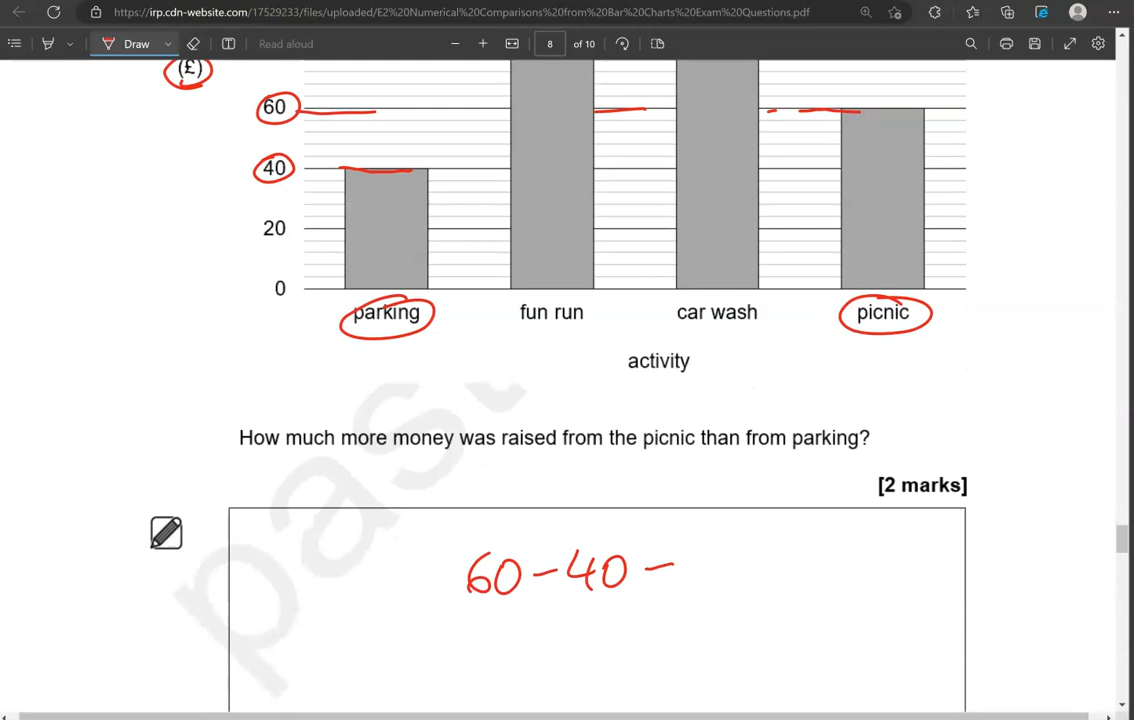 https://irp.cdn-website.com/17529233/files/uploaded/E2%20Numerical%20Comparisons%20from%20Bar%20Charts%20Exam%20Questions.pdf
Draw
Read aloud
8 of 10
(£)
60
40
20
0
parking fun run car wash picnic
activity
past
p
How much more money was raised from the picnic than from parking?
[2 marks]
60-40-